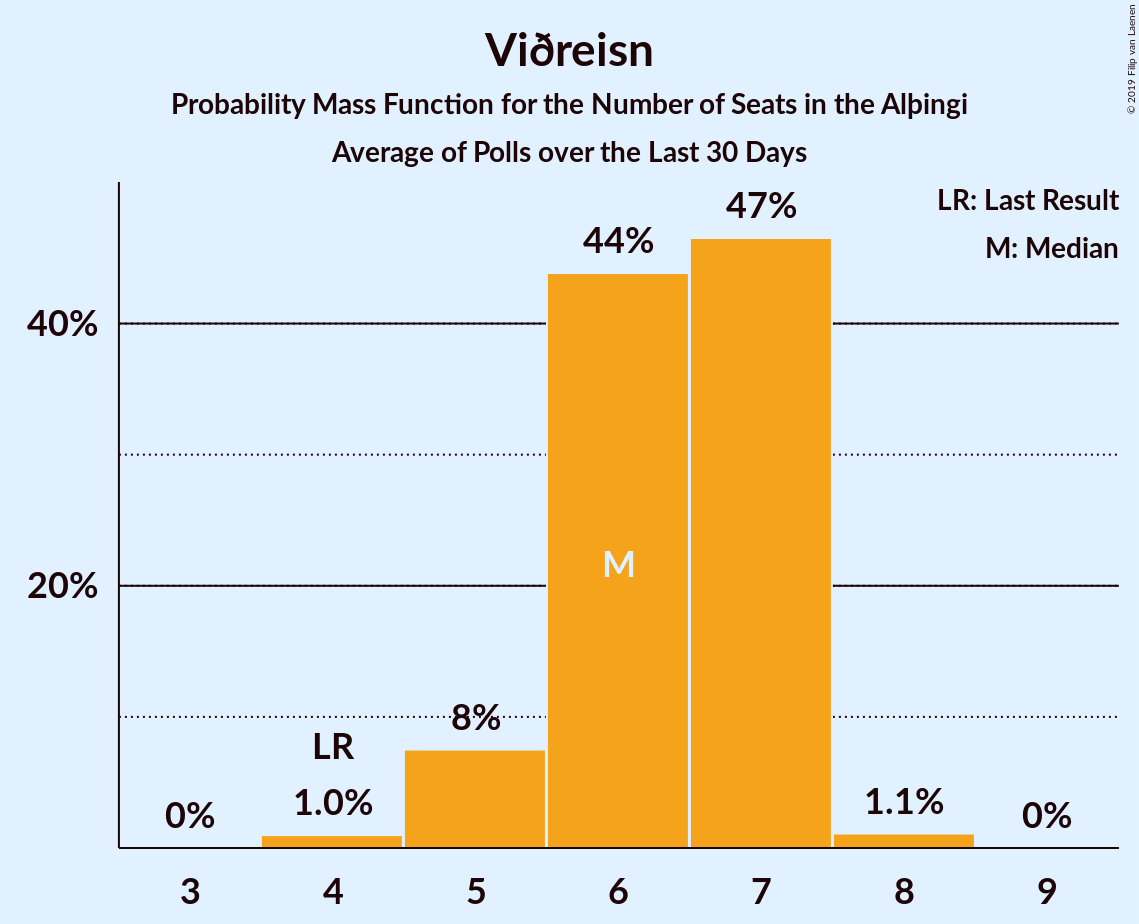 Viðreisn
Probability Mass Function for the Number of Seats in the Alþingi
Average of Polls over the Last 30 Days
© 2019 Filip van Laenen
LR: Last Result
M: Median
40%
20%
0%
LR
1.0%
8%
44%
M
47%
1.1%
0%
3 4 5 6 7 8 9